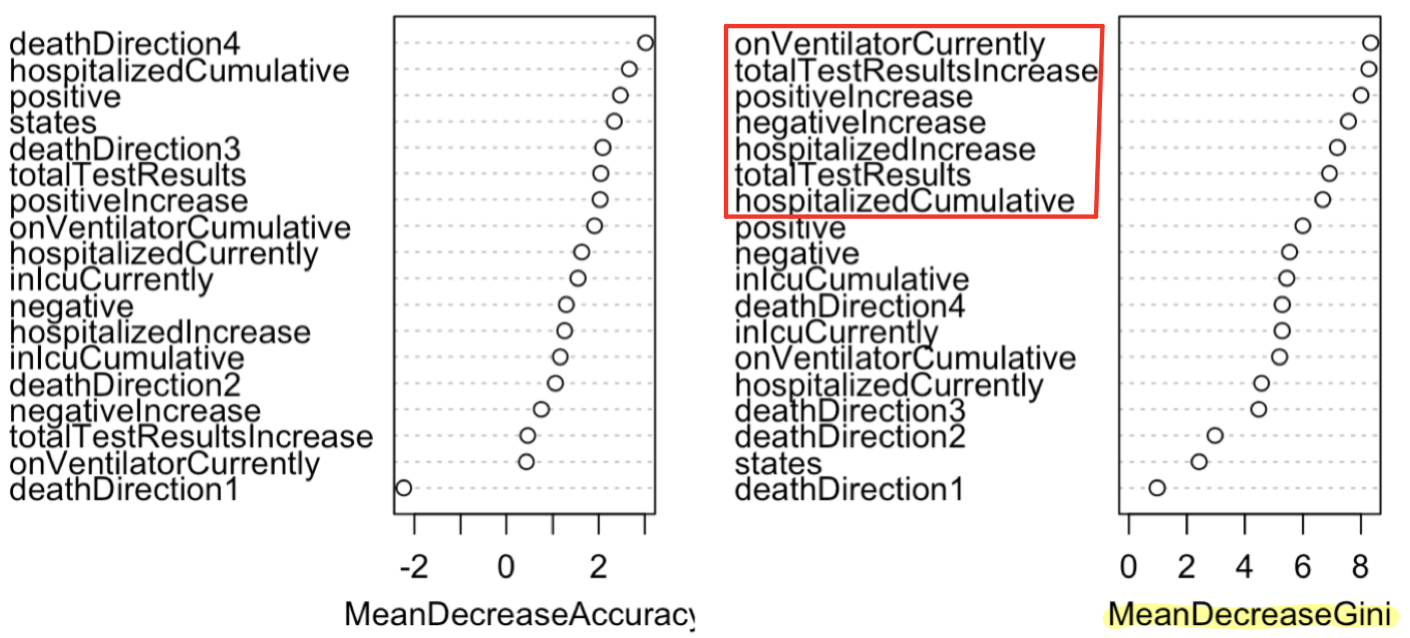 deathDirection4
hospitalizedCumulative
positive
states
deathDirection3
totalTestResults
positiveIncrease
onVentilatorCumulative
hospitalizedCurrently
inIcuCurrently
negative
hospitalizedIncrease
inIcuCumulative
deathDirection2
negativeIncrease
totalTestResultsIncrease
onVentilatorCurrently
deathDirection1
-2 0 2
MeanDecreaseAccuracy
onVentilatorCurrently
totalTestResultsIncrease
positiveIncrease
negativeIncrease
hospitalizedIncrease
totalTestResults
hospitalizedCumulative
positive
negative
inIcuCumulative
deathDirection4
inIcuCurrently
onVentilatorCumulative
hospitalizedCurrently
deathDirection3
deathDirection2
states
deathDirection1
0 2 4 6 8
MeanDecreaseGini